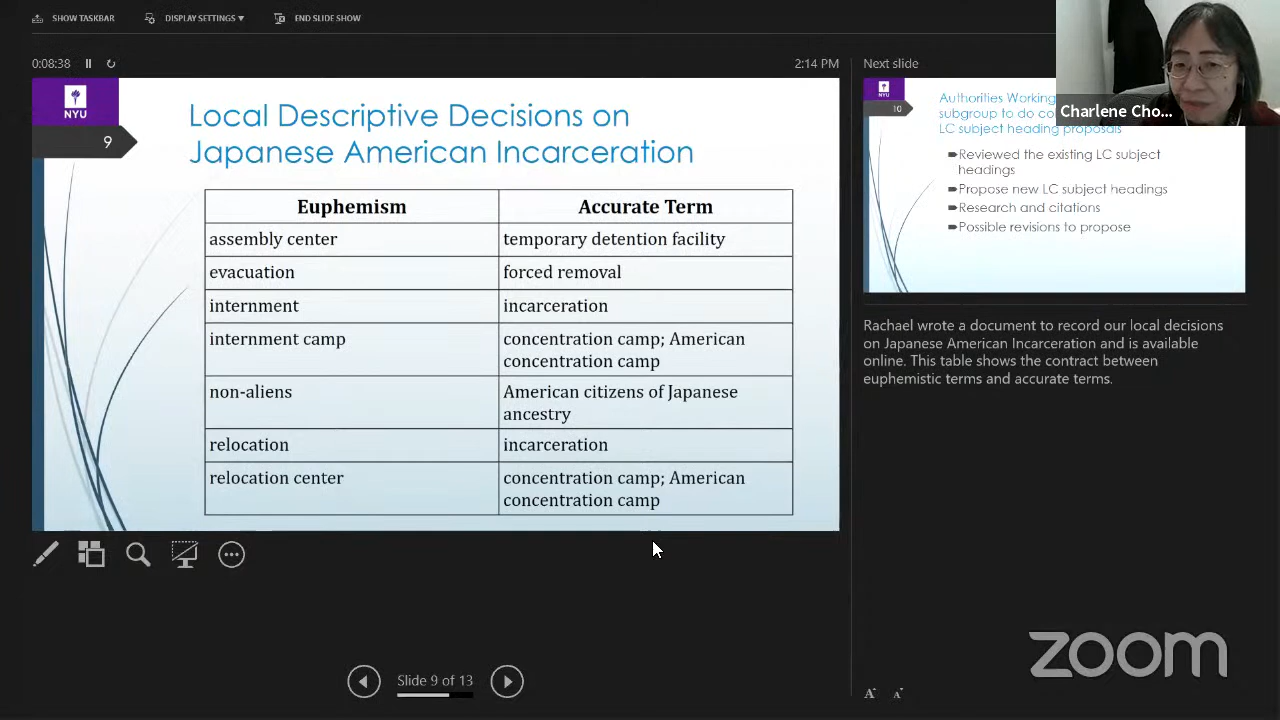 SHOW TASKBAR
DISPLAY SETTINGS ▼
END SLIDE SHOW
0:08:38
2:14 PM
NYU
9
Local Descriptive Decisions on
Japanese American Incarceration
Euphemism
Accurate Term
assembly center
temporary detention facility
evacuation
forced removal
internment
incarceration
internment camp
concentration camp; American
concentration camp
non-aliens
American citizens of Japanese
ancestry
relocation
incarceration
relocation center
concentration camp; American
concentration camp
Slide 9 of 13
Next slide
NYU
10
Authorities Working
subgroup to do
LC subject heading proposals
Reviewed the existing LC subject
headings
Propose new LC subject headings
Research and citations
Possible revisions to propose
Charlene Cho...
Rachael wrote a document to record our local decisions
on Japanese American Incarceration and is available
online. This table shows the contract between
euphemistic terms and accurate terms.
zoom
A A